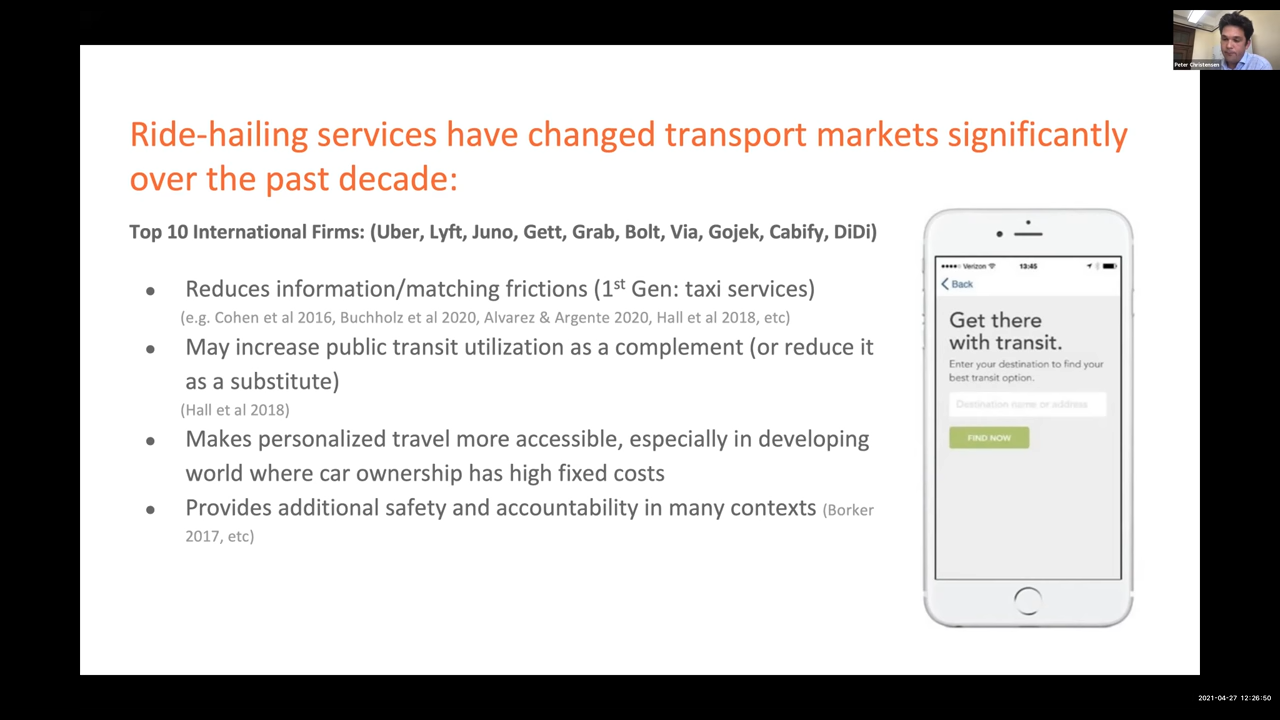 Peter Christensen
Ride-hailing services have changed transport markets significantly
over the past decade:
Top 10 International Firms: (Uber, Lyft, Juno, Gett, Grab, Bolt, Via, Gojek, Cabify, DiDi)
● Reduces information/matching frictions (1st Gen: taxi services)
(e.g. Cohen et al 2016, Buchholz et al 2020, Alvarez & Argente 2020, Hall et al 2018, etc)
● May increase public transit utilization as a complement (or reduce it
as a substitute)
(Hall et al 2018)
● Makes personalized travel more accessible, especially in developing
world where car ownership has high fixed costs
● Provides additional safety and accountability in many contexts (Borker
2017, etc)
Verizon 13:45
Back
Get there
with transit.
Enter your destination to find your
best transit option.
Destination name or address
FIND NOW
2021-04-27 12:26:50